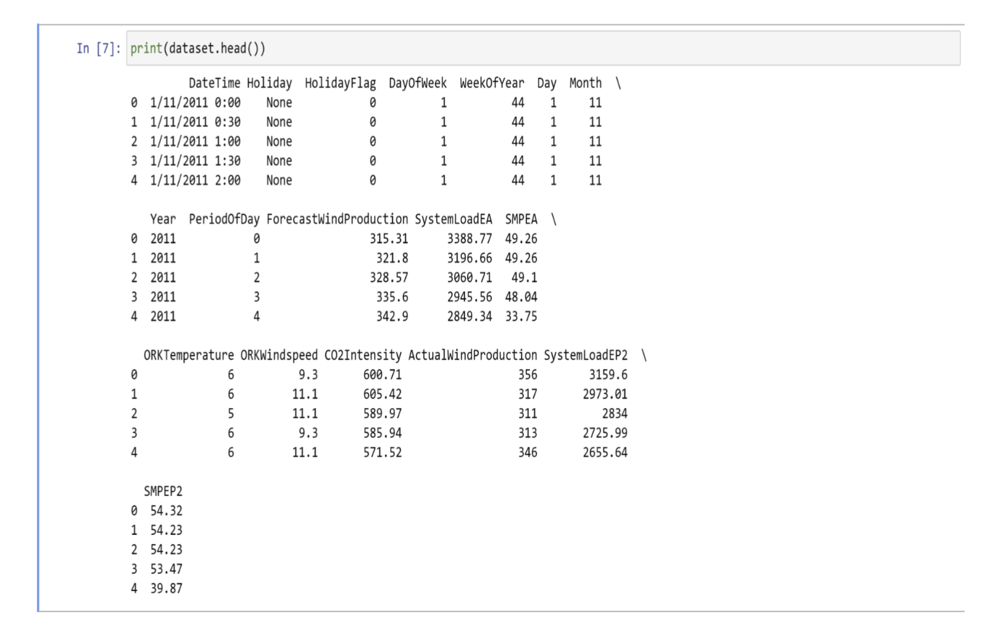 In [7]: print(dataset.head())
DateTime Holiday HolidayFlag DayOfWeek WeekOfYear Day Month \
0 1/11/2011 0:00 None 0 1 44 1 11
1 1/11/2011 0:30 None 0 1 44 1 11
2 1/11/2011 1:00 None 0 1 44 1 11
3 1/11/2011 1:30 None 0 1 44 1 11
4 1/11/2011 2:00 None 0 1 44 1 11
Year PeriodOfDay ForecastWindProduction SystemLoadEA SMPEA \
0 2011 0 315.31 3388.77 49.26
1 2011 1 321.8 3196.66 49.26
2 2011 2 328.57 3060.71 49.1
3 2011 3 335.6 2945.56 48.04
4 2011 4 342.9 2849.34 33.75
ORKTemperature ORKWindspeed CO2Intensity ActualWindProduction SystemLoadEP2 \
0 6 9.3 600.71 356 3159.6
1 6 11.1 605.42 317 2973.01
2 5 11.1 589.97 311 2834
3 6 9.3 585.94 313 2725.99
4 6 11.1 571.52 346 2655.64
SMPEP2
0 54.32
1 54.23
2 54.23
3 53.47
4 39.87